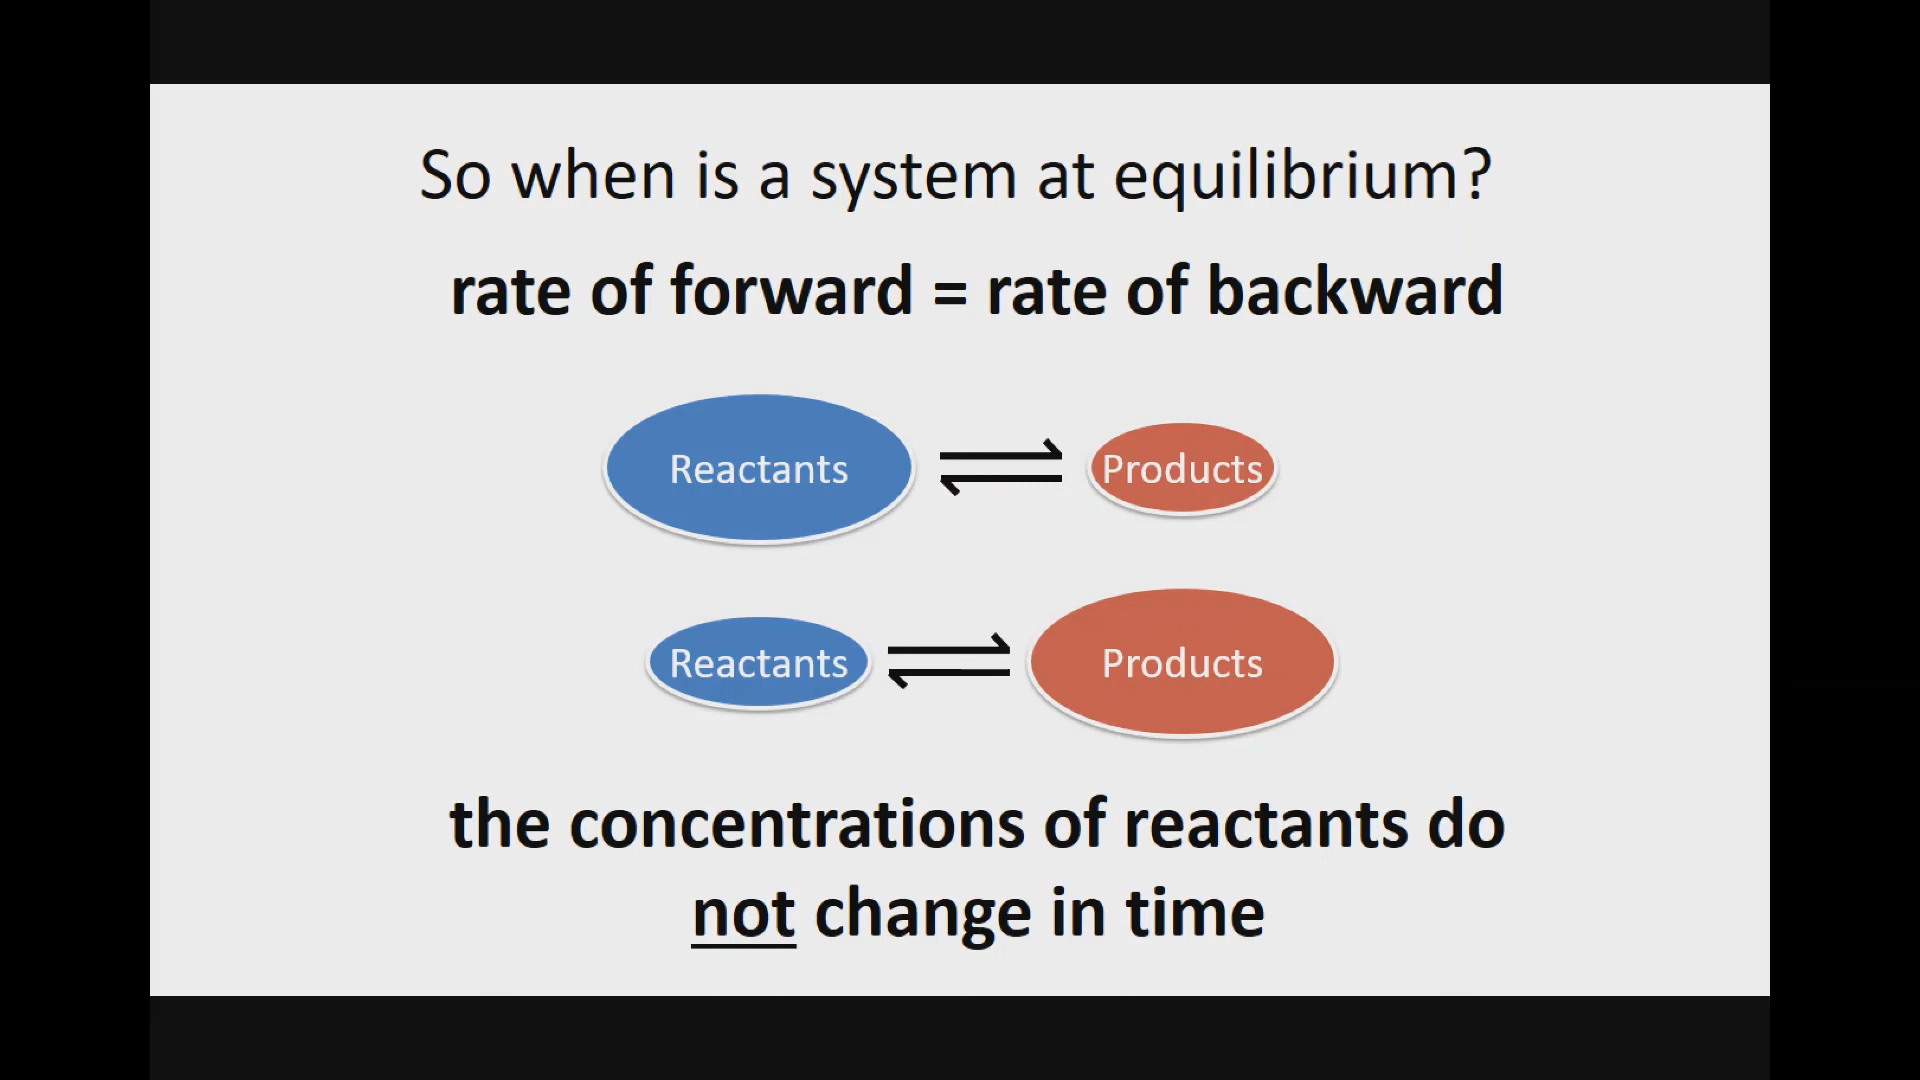 So when is a system at equilibrium?
rate of forward = rate of backward
Reactants
Products
Reactants
Products
the concentrations of reactants do
not change in time